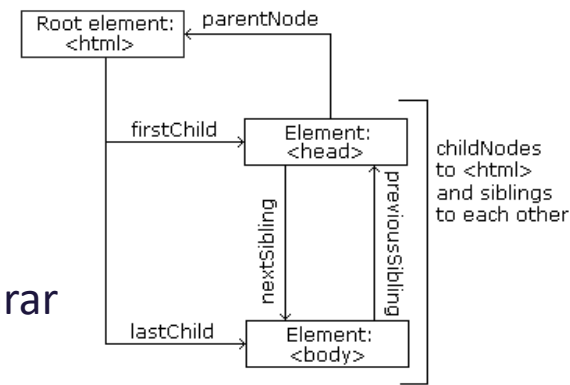 Root element:
<html>
parentNode
firstChild
Element:
<head>
childNodes
to <html>
and siblings
to each other
nextSibling
previousSibling
rar
lastChild
Element:
<body>